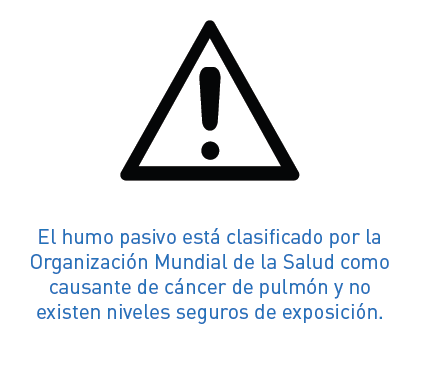 El humo pasivo está clasificado por la
Organización Mundial de la Salud como
causante de cáncer de pulmón y no
existen niveles seguros de exposición.